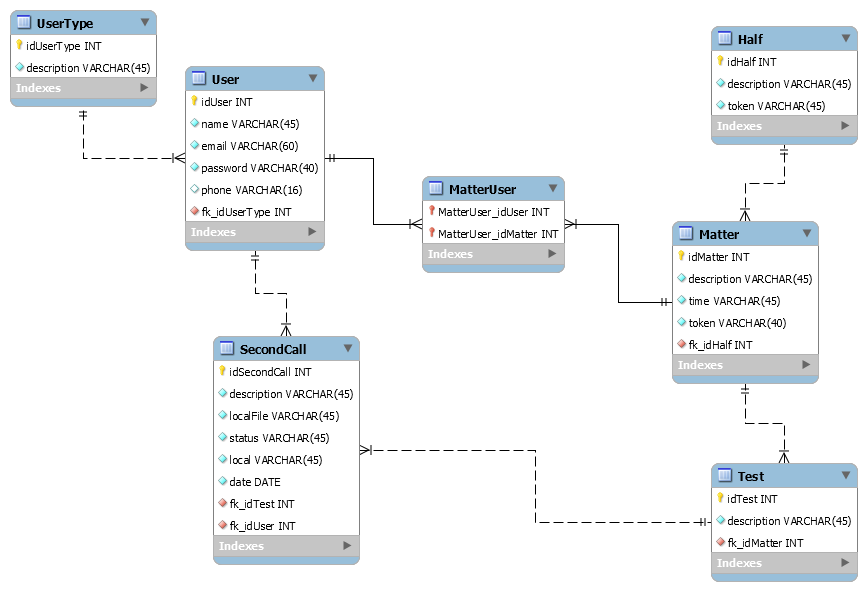 UserType
idUserType INT
description VARCHAR(45)
Indexes
User
idUser INT
name VARCHAR(45)
email VARCHAR(60)
password VARCHAR(40)
phone VARCHAR(16)
fk_idUserType INT
Indexes
MatterUser
MatterUser_idUser INT
MatterUser_idMatter INT
Indexes
Half
idHalf INT
description VARCHAR(45)
token VARCHAR(45)
Indexes
Matter
idMatter INT
description VARCHAR(45)
time VARCHAR(45)
token VARCHAR(40)
fk_idHalf INT
Indexes
SecondCall
idSecondCall INT
description VARCHAR(45)
localFile VARCHAR(45)
status VARCHAR(45)
local VARCHAR(45)
date DATE
fk_idTest INT
fk_idUser INT
Indexes
Test
idTest INT
description VARCHAR(45)
fk_idMatter INT
Indexes